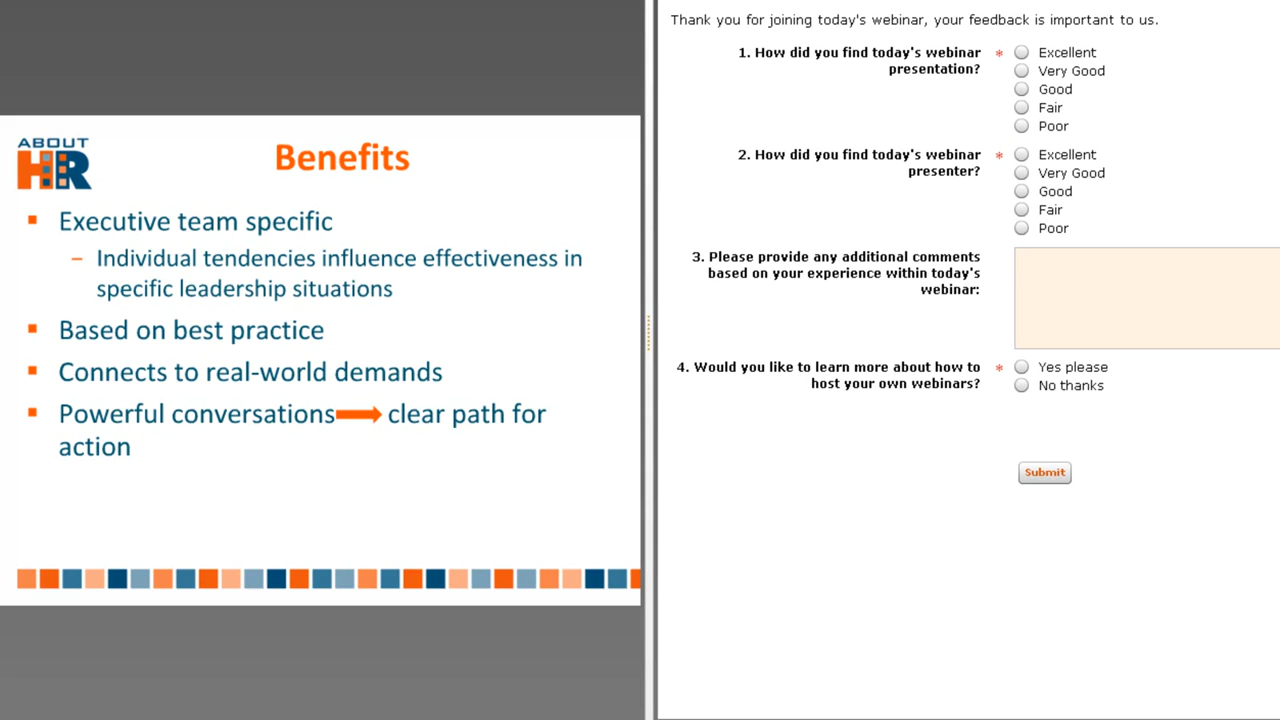 ABOUT
HR
Benefits
Executive team specific
– Individual tendencies influence effectiveness in
specific leadership situations
Based on best practice
Connects to real-world demands
Powerful conversations clear path for
action
Thank you for joining today's webinar, your feedback is important to us.
1. How did you find today's webinar
presentation?
*
Excellent
Very Good
Good
Fair
Poor
2. How did you find today's webinar
presenter?
*
Excellent
Very Good
Good
Fair
Poor
3. Please provide any additional comments
based on your experience within today's
webinar:
4. Would you like to learn more about how to
host your own webinars?
*
Yes please
No thanks
Submit